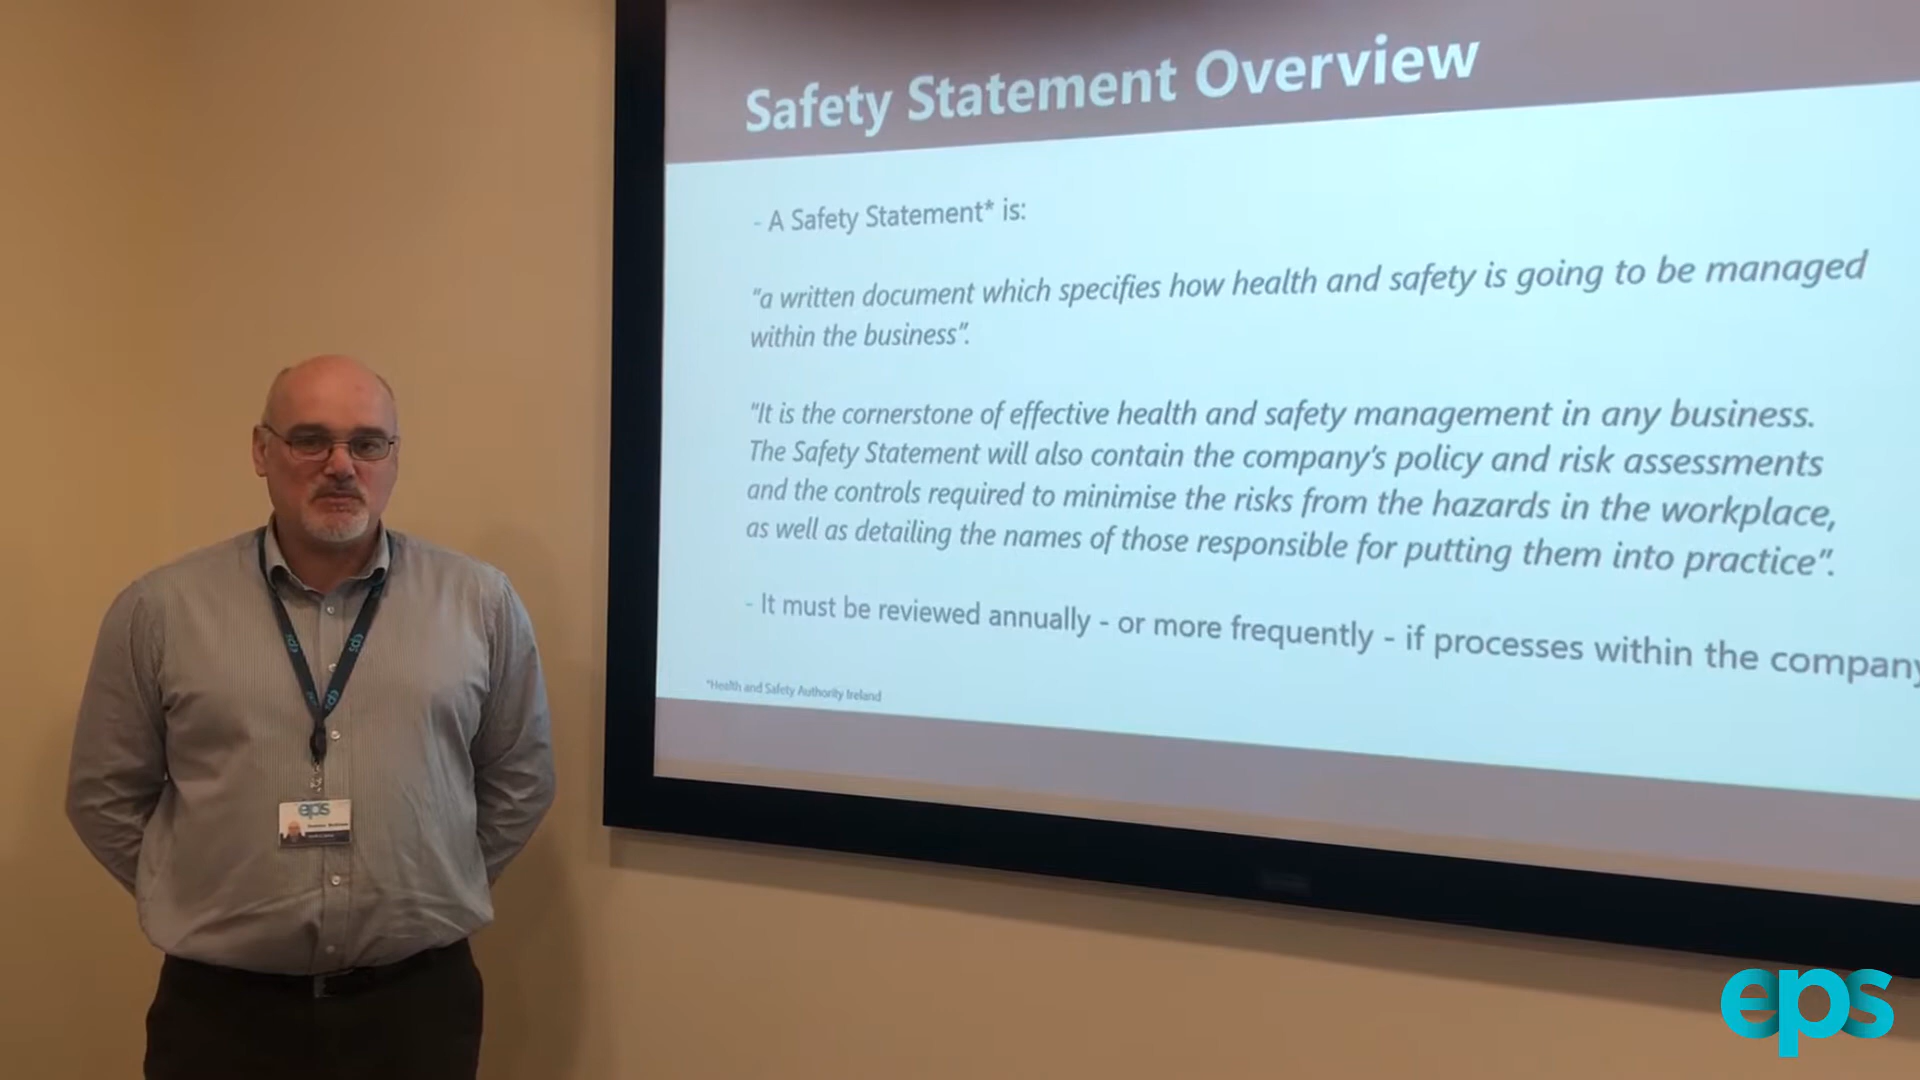 Safety Statement Overview
- A Safety Statement* is:
"a written document which specifies how health and safety is going to be managed
within the business".
"It is the cornerstone of effective health and safety management in any business.
The Safety Statement will also contain the company's policy and risk assessments
and the controls required to minimise the risks from the hazards in the workplace,
as well as detailing the names of those responsible for putting them into practice".
- It must be reviewed annually - or more frequently - if processes within the company
*Health and Safety Authority Ireland
eps
eps
eps
eps
eps